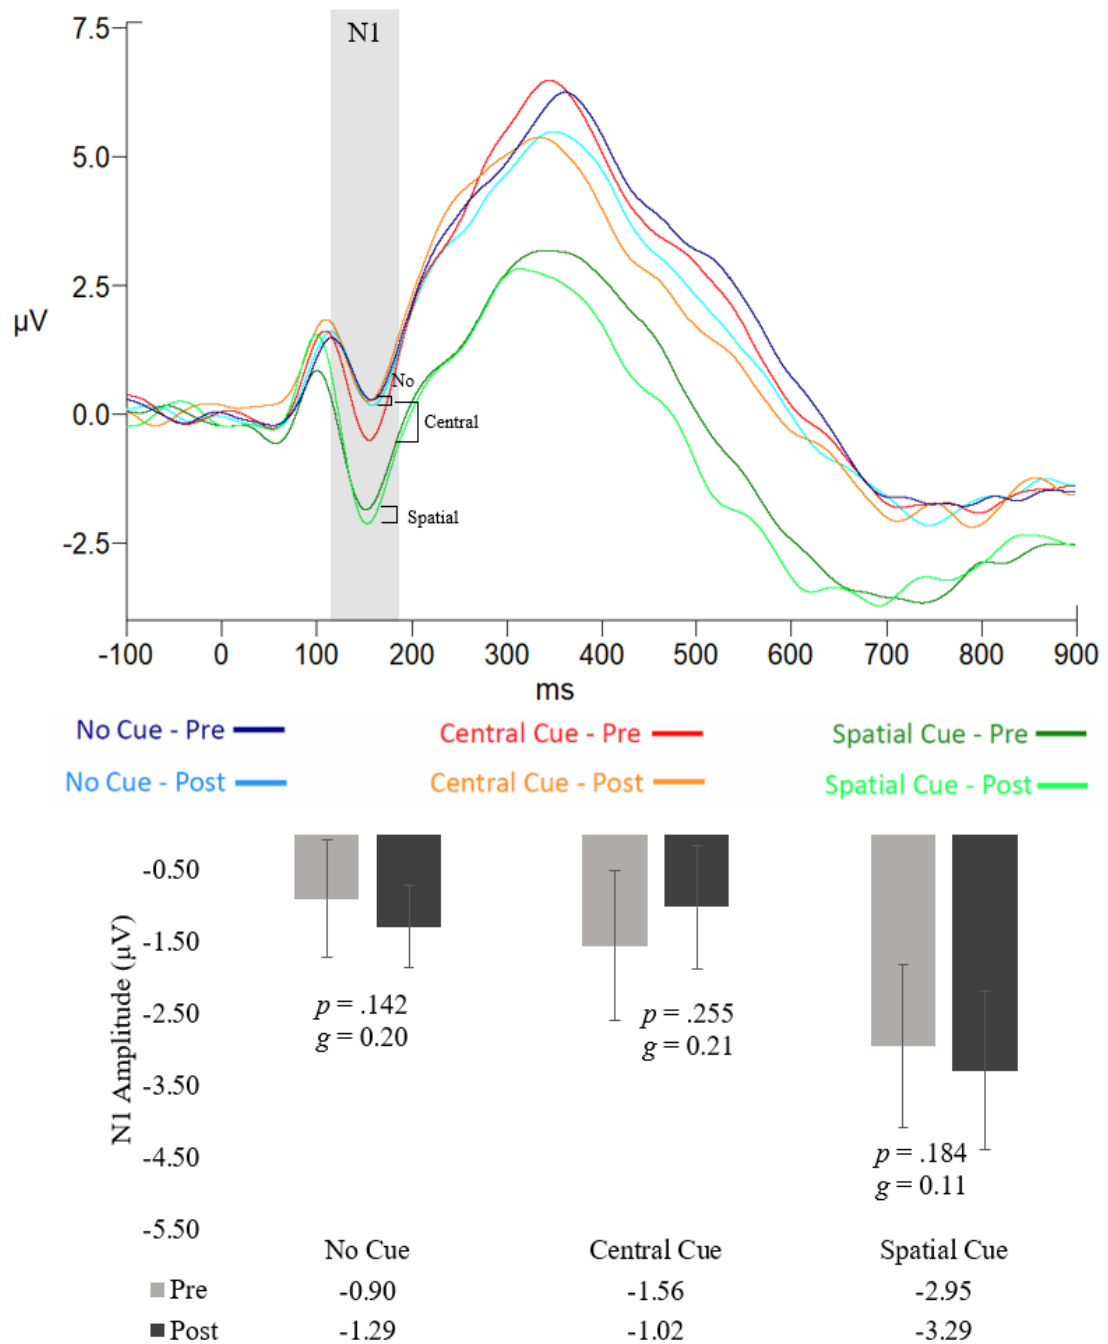 7.5
N1
5.0
2.5
µV
No
0.0
Central
Spatial
-2.5
-100 0 100 200 300 400 500 600 700 800 900
ms
No Cue - Pre Central Cue - Pre Spatial Cue - Pre
No Cue - Post Central Cue - Post Spatial Cue - Post
N1 Amplitude (µV)
-0.50
-1.50
-2.50
-3.50
-4.50
-5.50
p = .142
g = 0.20
p = .255
g = 0.21
p = .184
g = 0.11
No Cue Central Cue Spatial Cue
Pre -0.90 -1.56 -2.95
Post -1.29 -1.02 -3.29